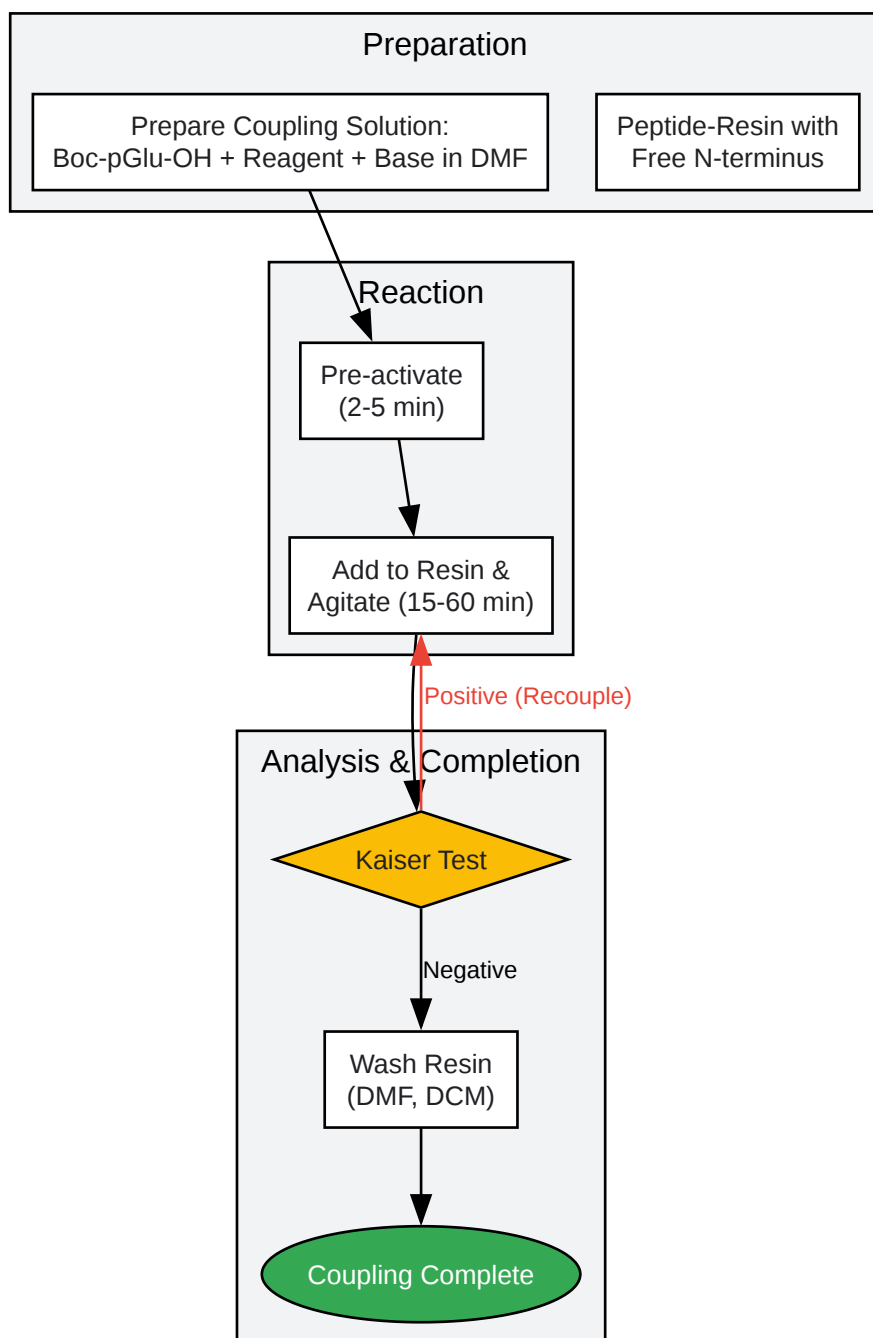 Preparation
Prepare Coupling Solution:
Boc-pGlu-OH + Reagent + Base in DMF
Peptide-Resin with
Free N-terminus
Reaction
Pre-activate
(2-5 min)
Add to Resin &
Agitate (15-60 min)
Positive (Recouple)
Analysis & Completion
Kaiser Test
Negative
Wash Resin
(DMF, DCM)
Coupling Complete